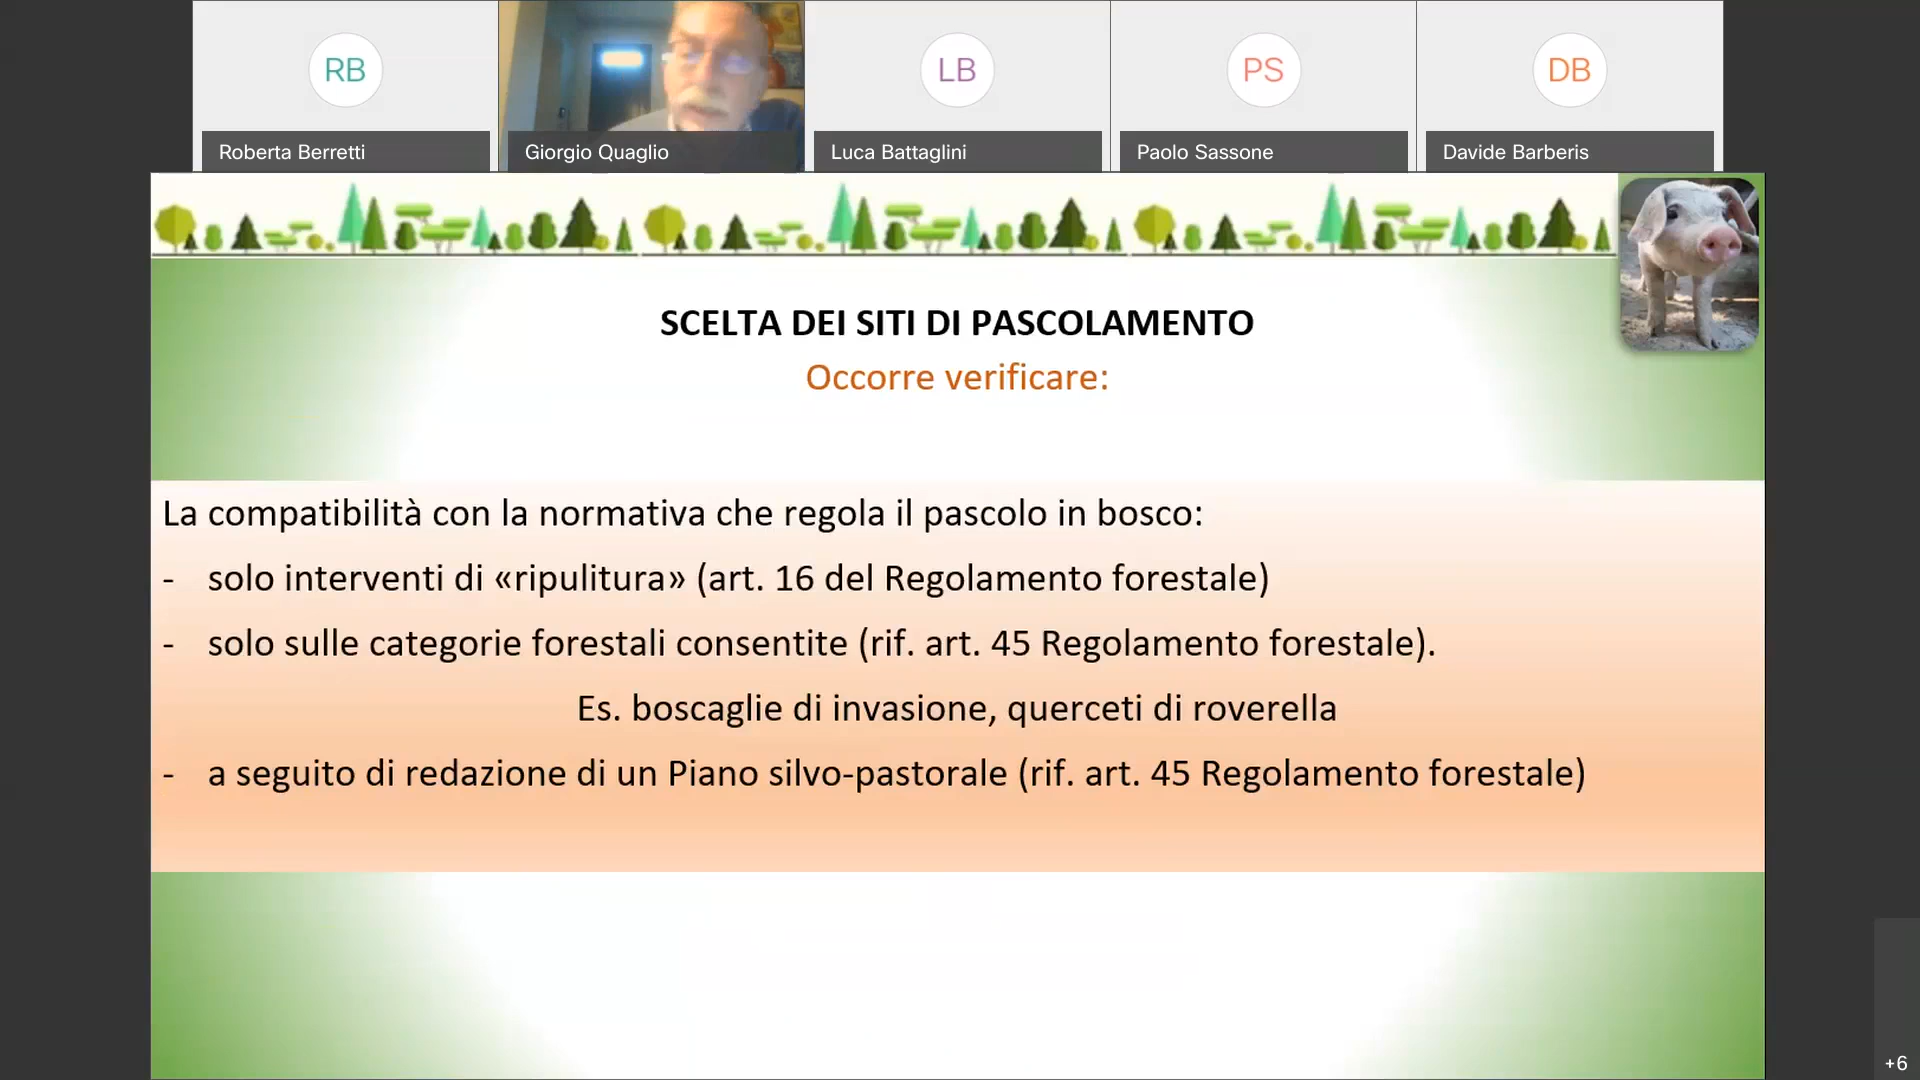 RB
LB
PS
DB
Roberta Berretti
Giorgio Quaglio
Luca Battaglini
Paolo Sassone
Davide Barberis
SCELTA DEI SITI DI PASCOLAMENTO
Occorre verificare:
La compatibilità con la normativa che regola il pascolo in bosco:
- solo interventi di «ripulitura» (art. 16 del Regolamento forestale)
- solo sulle categorie forestali consentite (rif. art. 45 Regolamento forestale).
Es. boscaglie di invasione, querceti di roverella
- a seguito di redazione di un Piano silvo-pastorale (rif. art. 45 Regolamento forestale)
+6